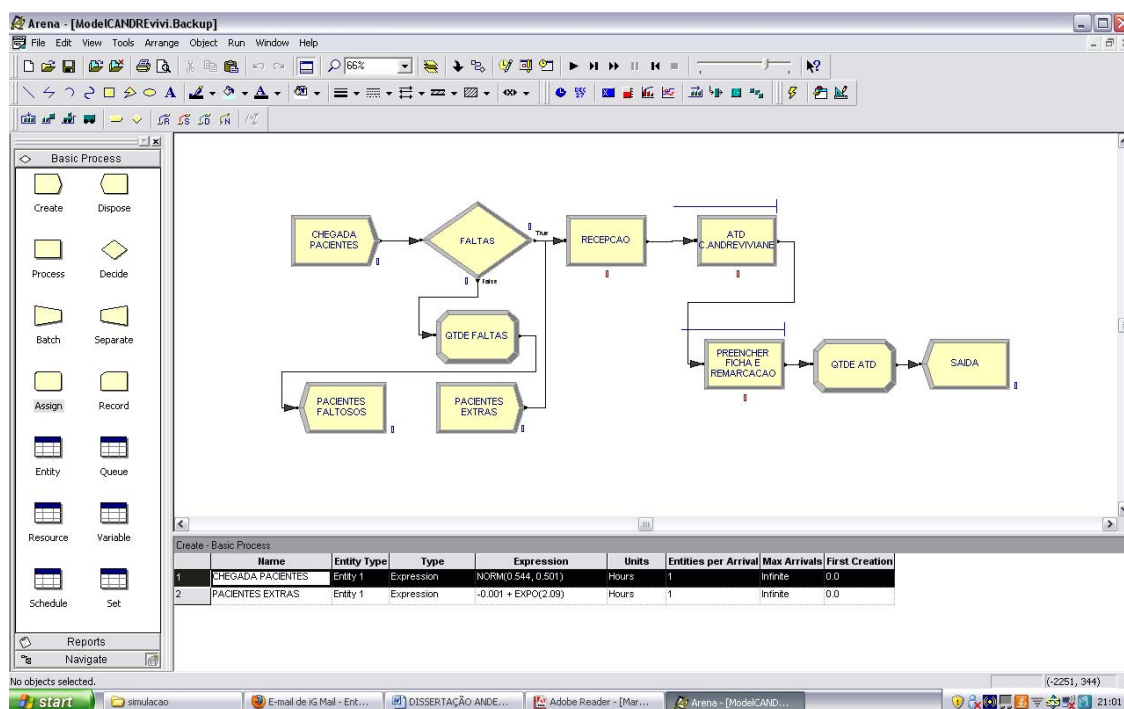 Arena - [ModelCANDREvivi.Backup]
File Edit View Tools Arrange Object Run Window Help
66%
Basic Process
Create Dispose
Process Decide
Batch Separate
Assign Record
Entity Queue
Resource Variable
Schedule Set
Reports
Navigate
CHEGADA
PACIENTES
FALTAS
True
False
RECEPCAO
ATD
C.ANDREVIVIANE
QTDE FALTAS
PREENCHER
FICHA E
REMARCACAO
QTDE ATD
SAIDA
PACIENTES
FALTOSOS
PACIENTES
EXTRAS
Create - Basic Process
Name Entity Type Type Expression Units Entities per Arrival Max Arrivals First Creation
1 CHEGADA PACIENTES Entity 1 Expression NORM(0.544, 0.501) Hours 1 Infinite 0.0
2 PACIENTES EXTRAS Entity 1 Expression -0.001 + EXPO(2.09) Hours 1 Infinite 0.0
No objects selected. (-2251, 344)
start simulacao E-mail de iG Mail - Ent... DISSERTAÇÃO ANDE... Adobe Reader - [Mar... Arena - [ModelCAND... 21:01